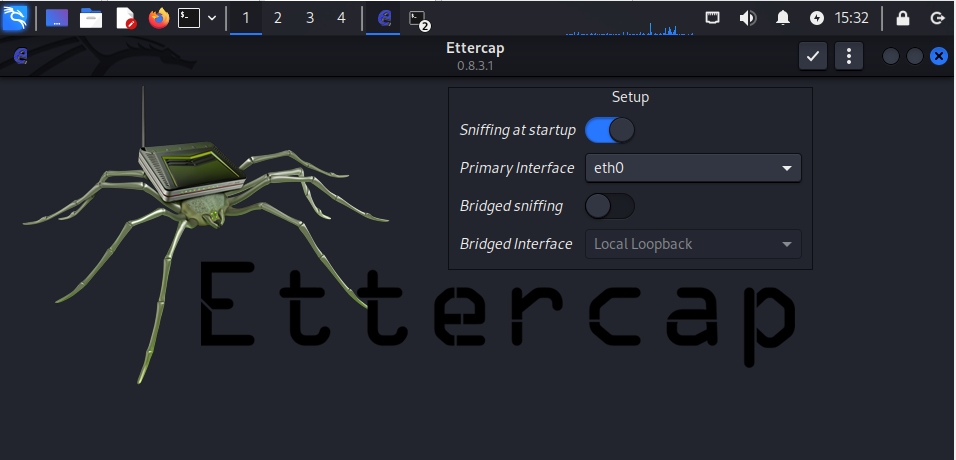 1 2 3 4 2 15:32
Ettercap
0.8.3.1
Setup
Sniffing at startup
Primary Interface eth0
Bridged sniffing
Bridged Interface Local Loopback
Ettercap